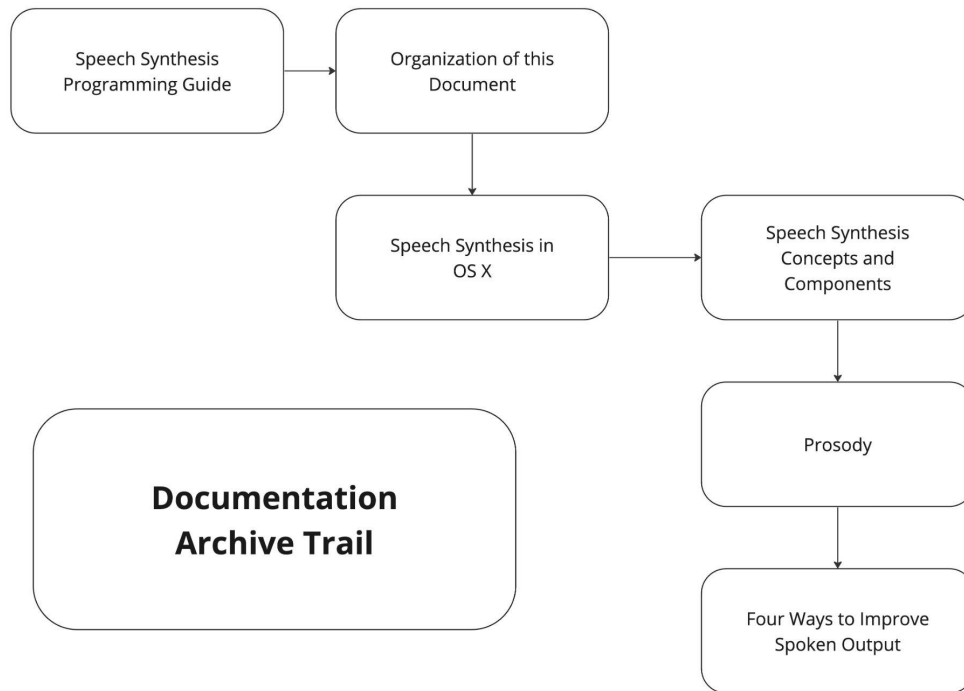 Speech Synthesis
Programming Guide
Organization of this
Document
Speech Synthesis in
OS X
Speech Synthesis
Concepts and
Components
Prosody
Four Ways to Improve
Spoken Output
Documentation
Archive Trail